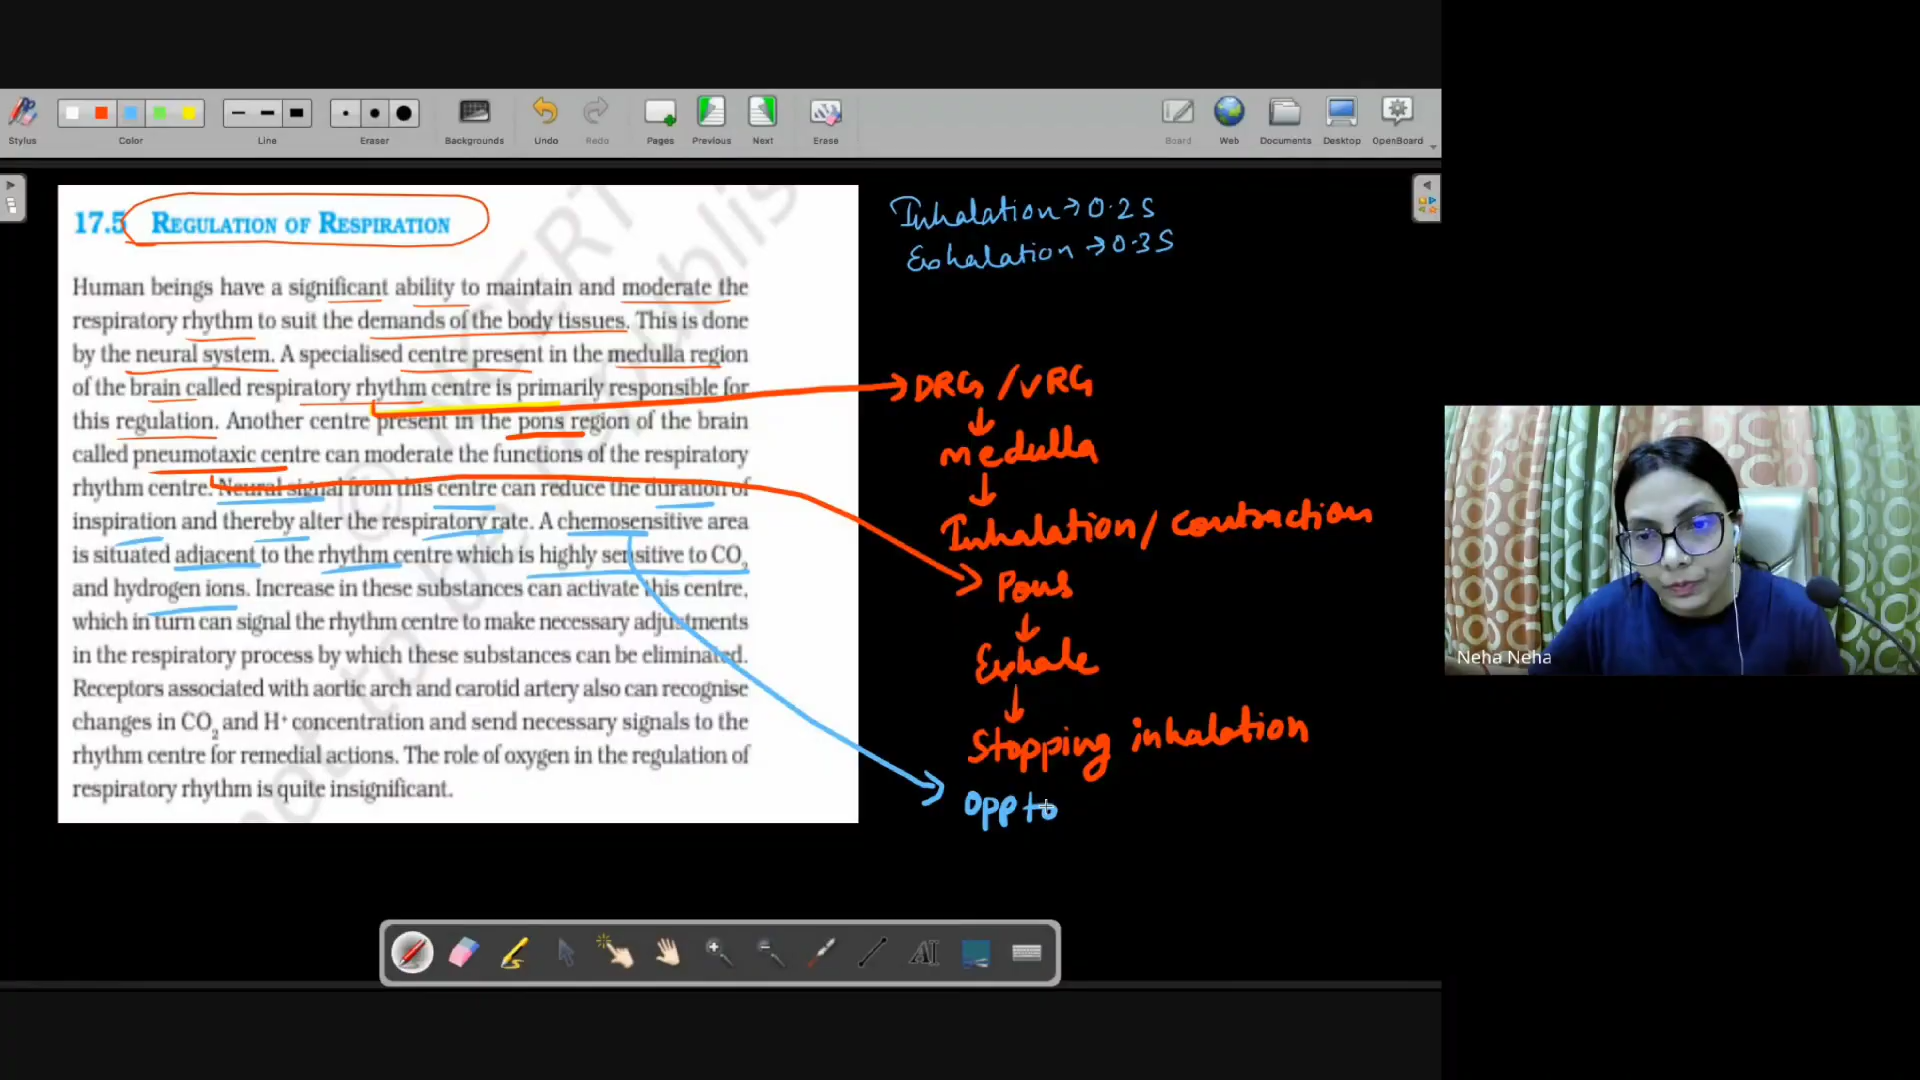 Stylus
Color
Line
Eraser
Backgrounds
Undo
Redo
Pages
Previous
Next
Erase
Board
Web
Documents
Desktop
OpenBoard
17.5 REGULATION OF RESPIRATION
Human beings have a significant ability to maintain and moderate the
respiratory rhythm to suit the demands of the body tissues. This is done
by the neural system. A specialised centre present in the medulla region
of the brain called respiratory rhythm centre is primarily responsible for
this regulation. Another centre present in the pons region of the brain
called pneumotaxic centre can moderate the functions of the respiratory
rhythm centre. Neural signal from this centre can reduce the duration of
inspiration and thereby alter the respiratory rate. A chemosensitive area
is situated adjacent to the rhythm centre which is highly sensitive to CO₂
and hydrogen ions. Increase in these substances can activate this centre,
which in turn can signal the rhythm centre to make necessary adjustments
in the respiratory process by which these substances can be eliminated.
Receptors associated with aortic arch and carotid artery also can recognise
changes in CO₂ and H⁺ concentration and send necessary signals to the
rhythm centre for remedial actions. The role of oxygen in the regulation of
respiratory rhythm is quite insignificant.
© NCERT
not to be republis
Inhalation → 0.2 S
Exhalation → 0.3 S
DRG / VRG
↓
medulla
↓
Inhalation / contraction
Pons
↓
Exhale
↓
Stopping inhalation
Opp to
AI
Neha Neha